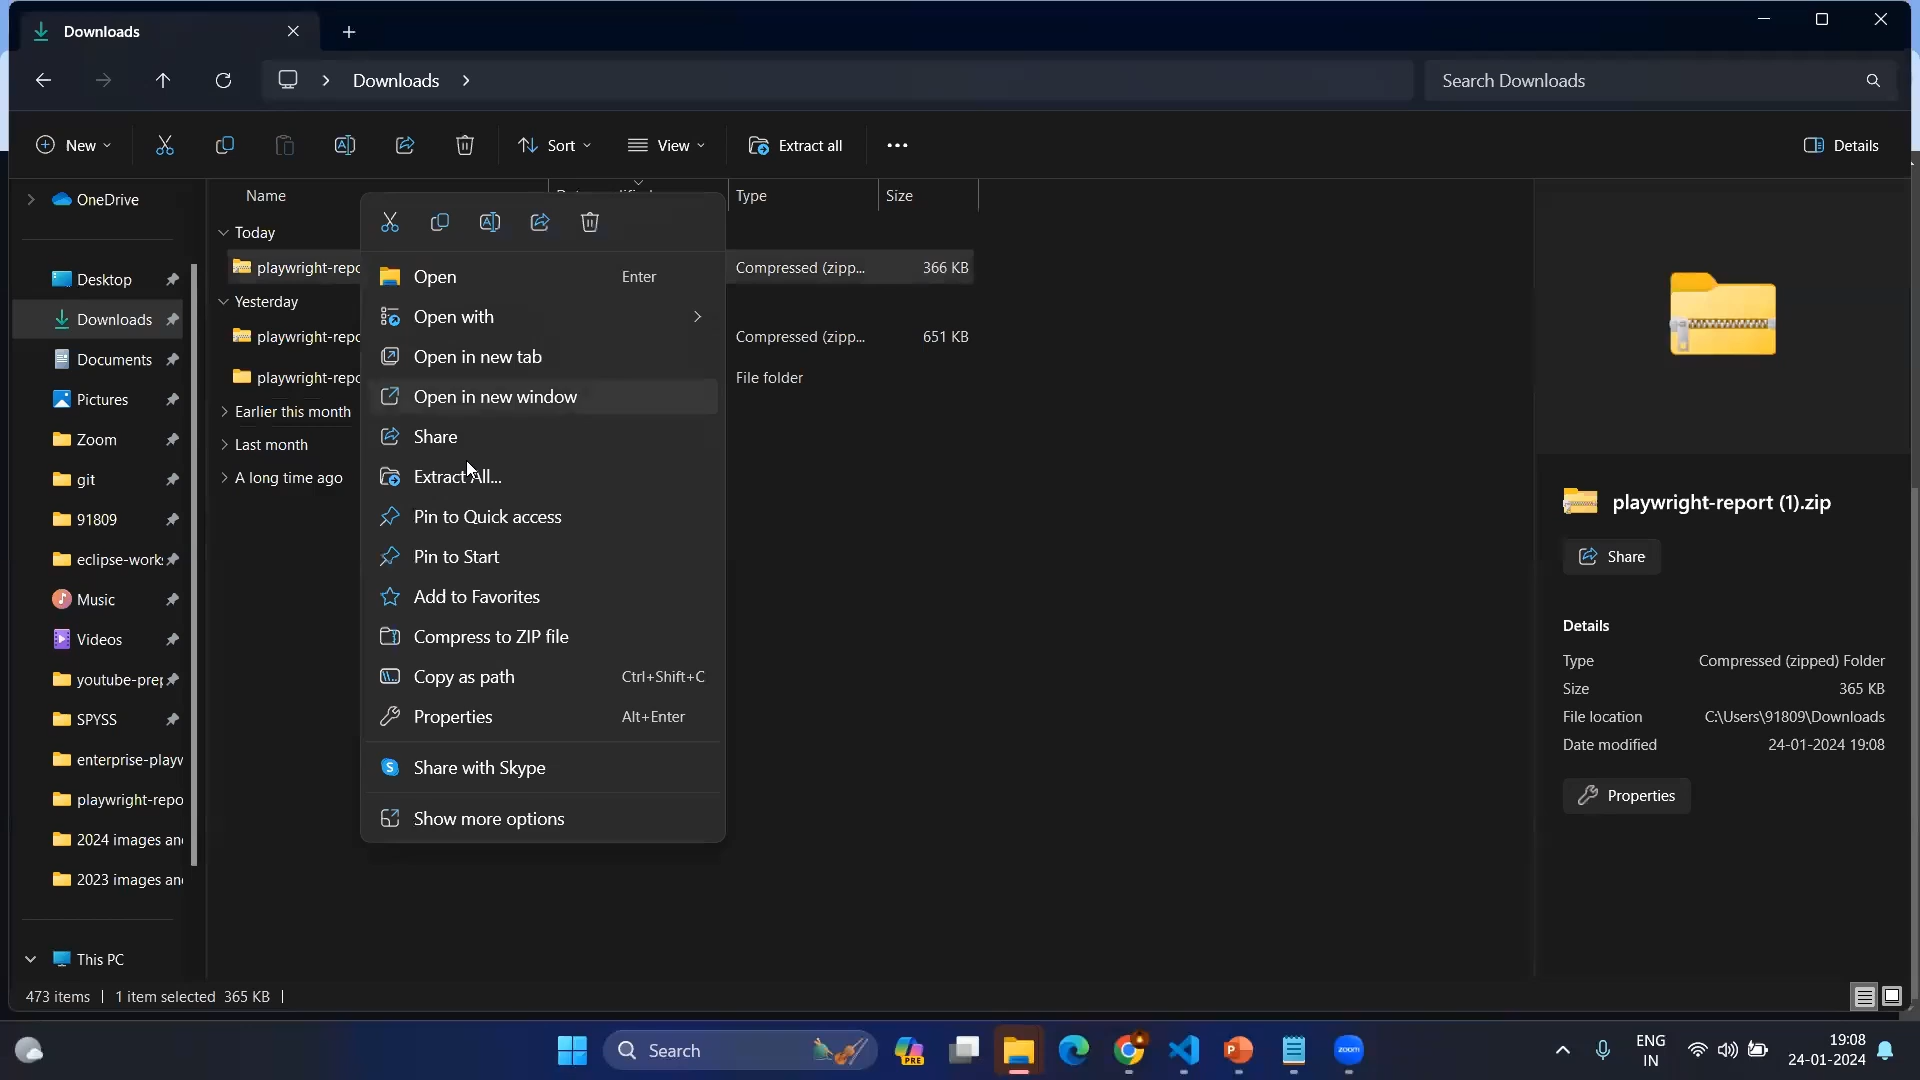 Downloads
Downloads
Search Downloads
New
Sort
View
Extract all
Details
OneDrive
Desktop
Downloads
Documents
Pictures
Zoom
git
91809
eclipse-works
Music
Videos
youtube-prep
SPYSS
enterprise-playw
playwright-repo
2024 images an
2023 images an
This PC
Name
Type
Size
Today
playwright-repo
Compressed (zipp...
366 KB
Yesterday
playwright-repo
Compressed (zipp...
651 KB
playwright-repo
File folder
Earlier this month
Last month
A long time ago
Open Enter
Open with
Open in new tab
Open in new window
Share
Extract All...
Pin to Quick access
Pin to Start
Add to Favorites
Compress to ZIP file
Copy as path Ctrl+Shift+C
Properties Alt+Enter
Share with Skype
Show more options
playwright-report (1).zip
Share
Details
Type Compressed (zipped) Folder
Size 365 KB
File location C:\Users\91809\Downloads
Date modified 24-01-2024 19:08
Properties
473 items 1 item selected 365 KB
Search
PRE
zoom
ENG
IN
19:08
24-01-2024